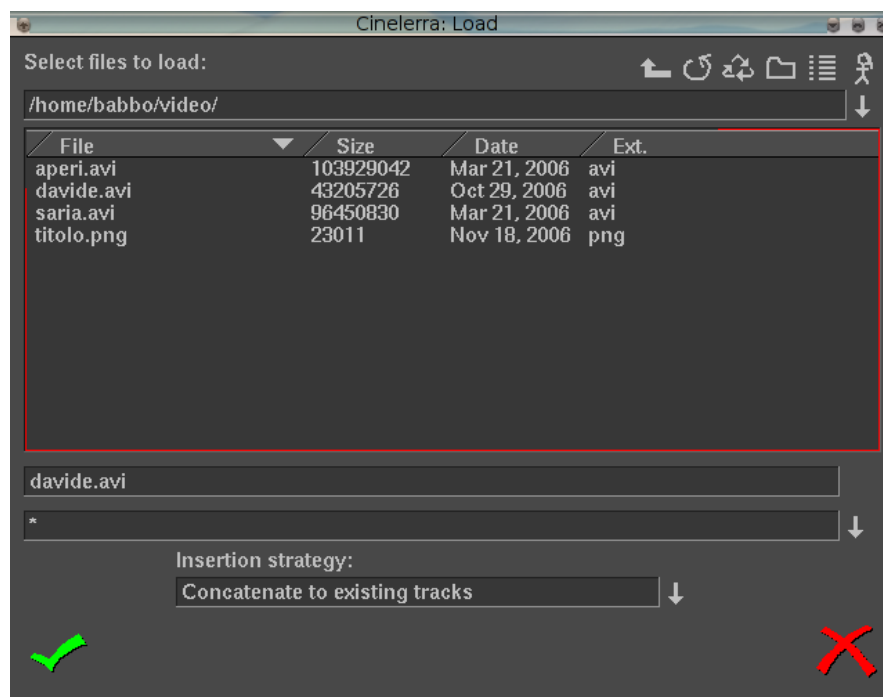 Cinelerra: Load
Select files to load:
/home/babbo/video/
File Size Date Ext.
aperi.avi 103929042 Mar 21, 2006 avi
davide.avi 43205726 Oct 29, 2006 avi
saria.avi 96450830 Mar 21, 2006 avi
titolo.png 23011 Nov 18, 2006 png
davide.avi
*
Insertion strategy:
Concatenate to existing tracks